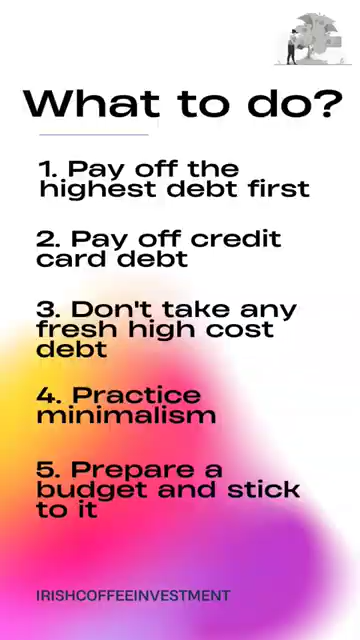 What to do?
1. Pay off the
highest debt first
2. Pay off credit
card debt
3. Don't take any
fresh high cost
debt
4. Practice
minimalism
5. Prepare a
budget and stick
to it
IRISHCOFFEEINVESTMENT